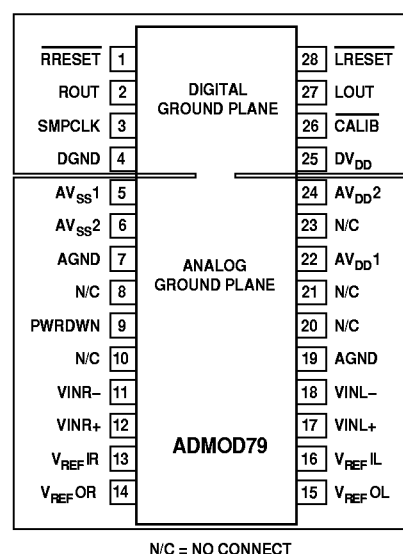 RRESET 1
ROUT 2
SMPCLK 3
DGND 4
AVSS1 5
AVSS2 6
AGND 7
N/C 8
PWRDWN 9
N/C 10
VINR– 11
VINR+ 12
VREFIR 13
VREFOR 14
DIGITAL
GROUND PLANE
ANALOG
GROUND PLANE
ADMOD79
28 LRESET
27 LOUT
26 CALIB
25 DVDD
24 AVDD2
23 N/C
22 AVDD1
21 N/C
20 N/C
19 AGND
18 VINL–
17 VINL+
16 VREFIL
15 VREFOL
N/C = NO CONNECT